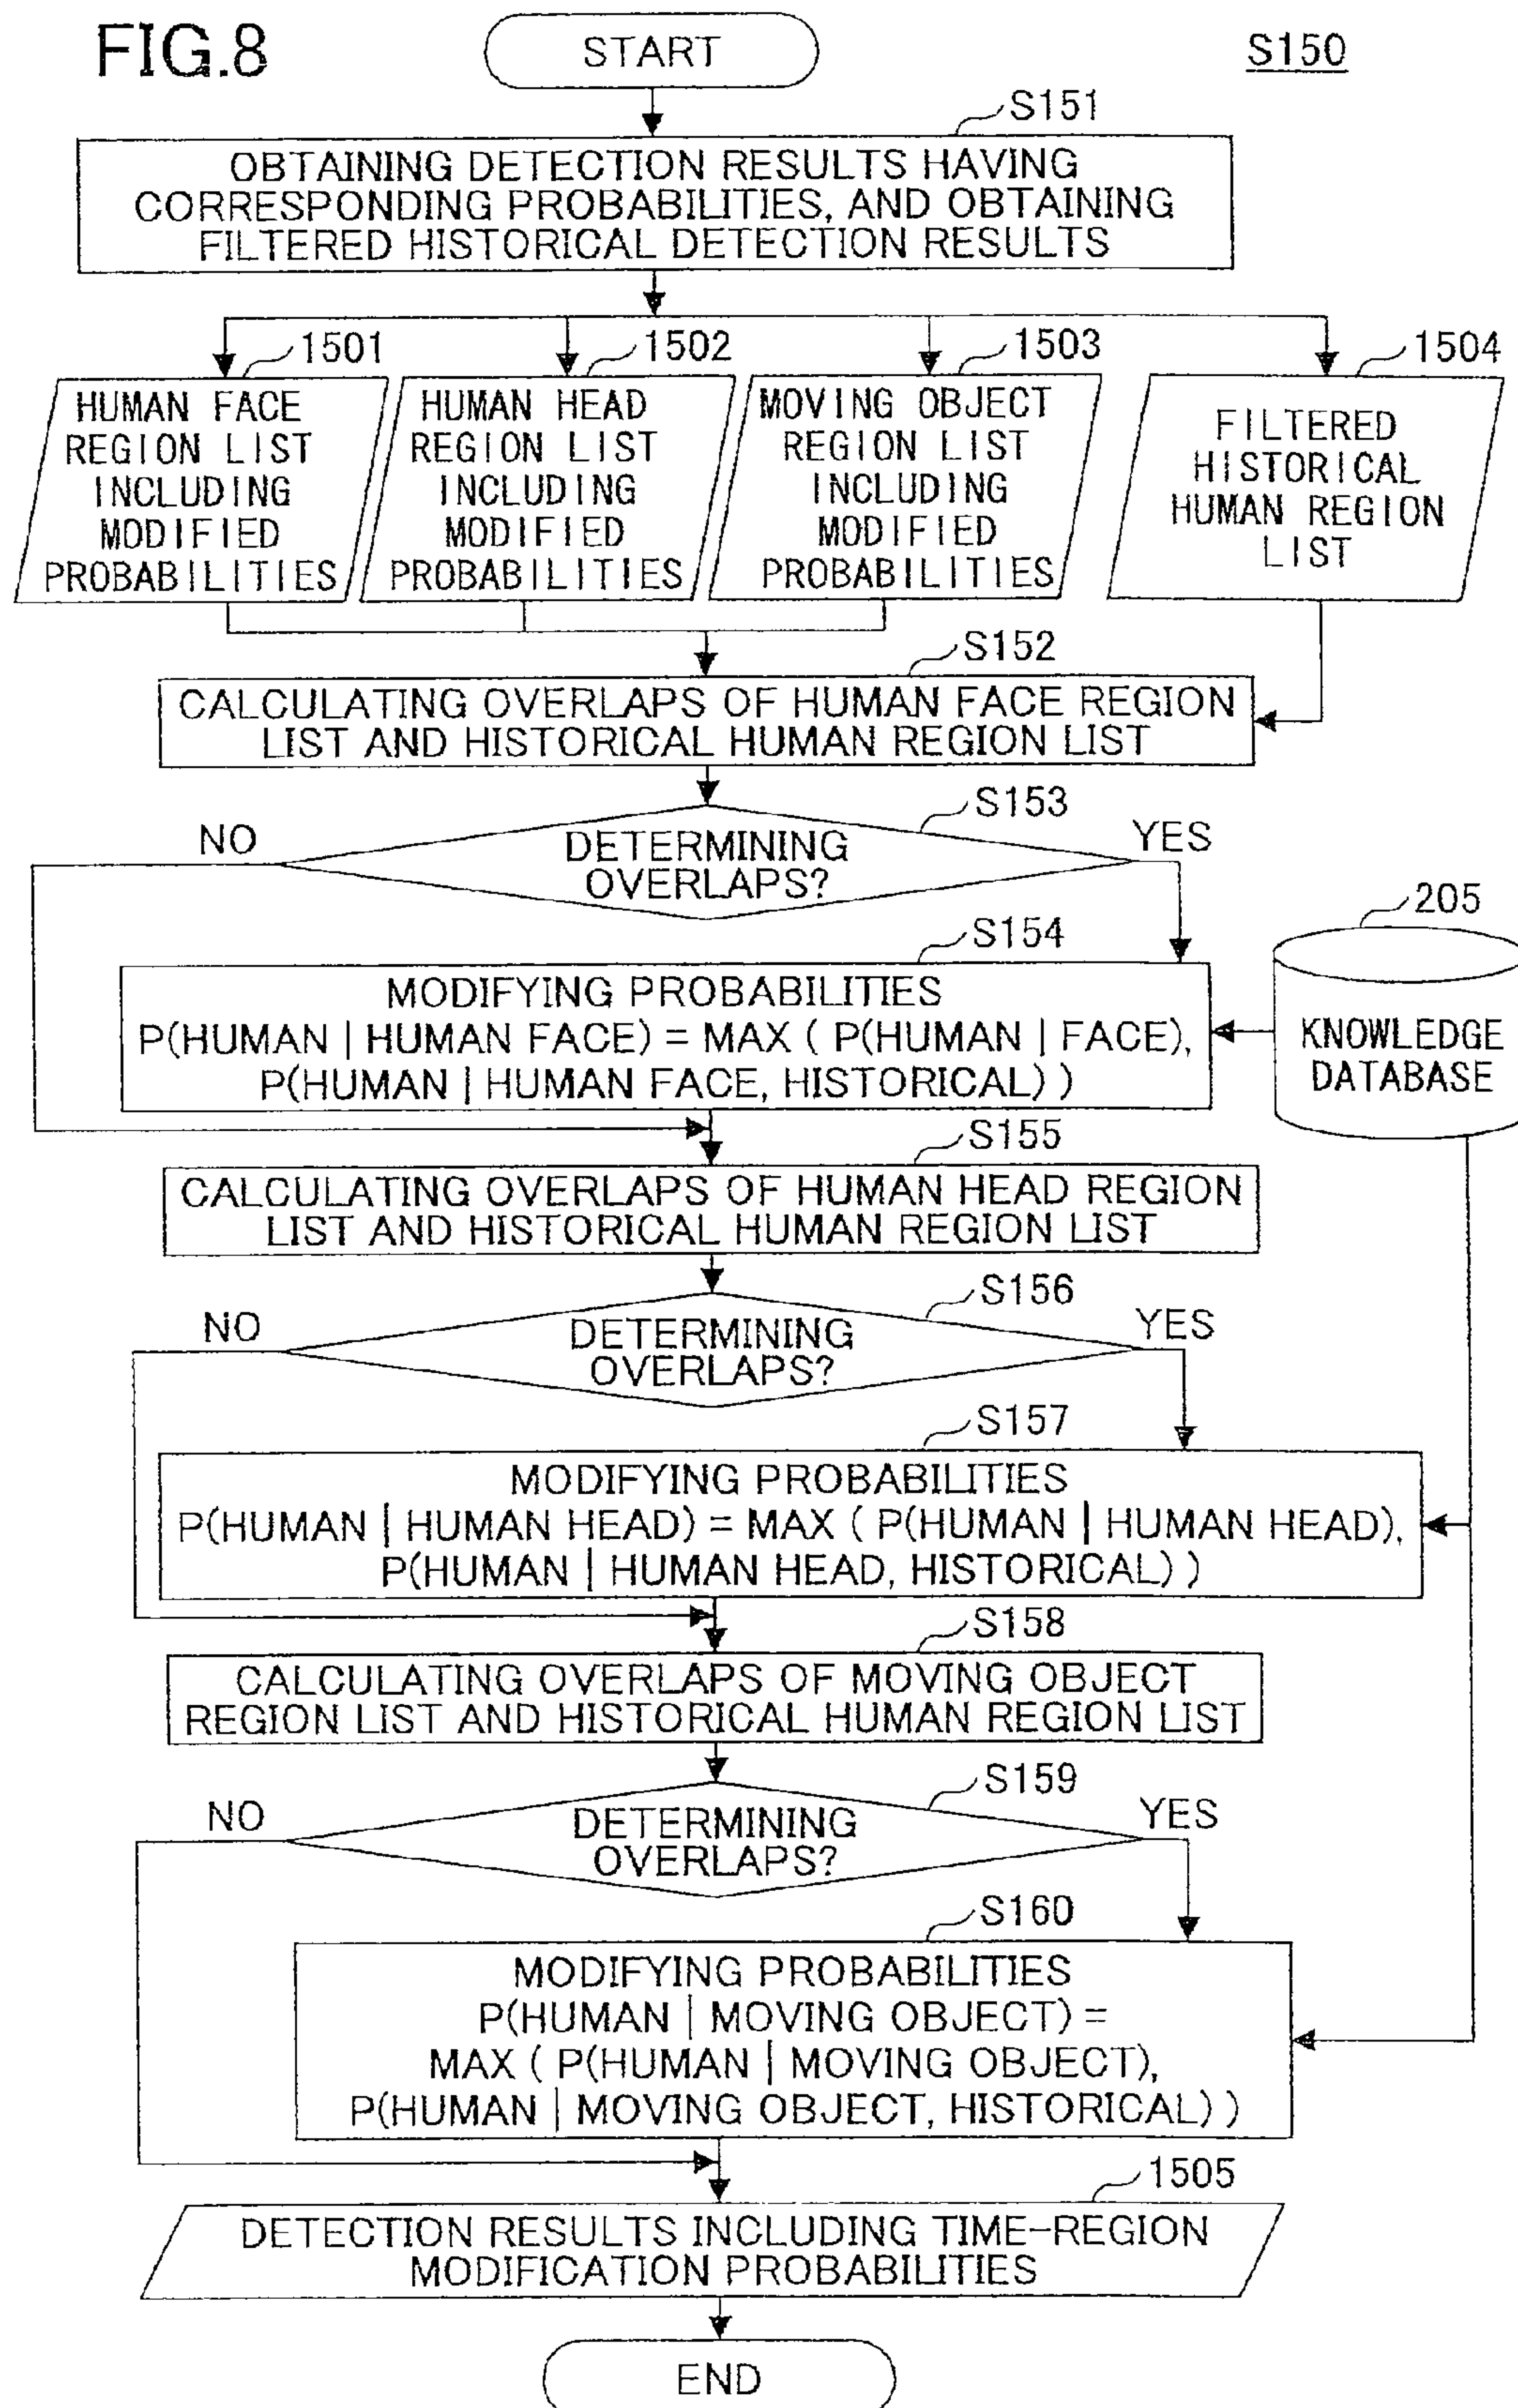 FIG.8
START
S150
S151
OBTAINING DETECTION RESULTS HAVING
CORRESPONDING PROBABILITIES, AND OBTAINING
FILTERED HISTORICAL DETECTION RESULTS
1501
1502
1503
1504
HUMAN FACE
REGION LIST
INCLUDING
MODIFIED
PROBABILITIES
HUMAN HEAD
REGION LIST
INCLUDING
MODIFIED
PROBABILITIES
MOVING OBJECT
REGION LIST
INCLUDING
MODIFIED
PROBABILITIES
FILTERED
HISTORICAL
HUMAN REGION
LIST
S152
CALCULATING OVERLAPS OF HUMAN FACE REGION
LIST AND HISTORICAL HUMAN REGION LIST
S153
NO
DETERMINING
OVERLAPS?
YES
205
KNOWLEDGE
DATABASE
S154
MODIFYING PROBABILITIES
P(HUMAN | HUMAN FACE) = MAX ( P(HUMAN | FACE),
P(HUMAN | HUMAN FACE, HISTORICAL) )
S155
CALCULATING OVERLAPS OF HUMAN HEAD REGION
LIST AND HISTORICAL HUMAN REGION LIST
S156
NO
DETERMINING
OVERLAPS?
YES
S157
MODIFYING PROBABILITIES
P(HUMAN | HUMAN HEAD) = MAX ( P(HUMAN | HUMAN HEAD),
P(HUMAN | HUMAN HEAD, HISTORICAL) )
S158
CALCULATING OVERLAPS OF MOVING OBJECT
REGION LIST AND HISTORICAL HUMAN REGION LIST
S159
NO
DETERMINING
OVERLAPS?
YES
S160
MODIFYING PROBABILITIES
P(HUMAN | MOVING OBJECT) =
MAX ( P(HUMAN | MOVING OBJECT),
P(HUMAN | MOVING OBJECT, HISTORICAL) )
1505
DETECTION RESULTS INCLUDING TIME-REGION
MODIFICATION PROBABILITIES
END